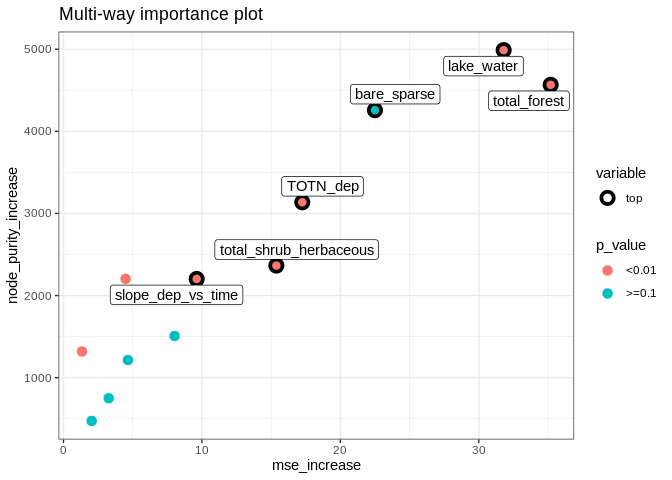 Multi-way importance plot
5000
4000
3000
2000
1000
node_purity_increase
lake_water
total_forest
bare_sparse
TOTN_dep
total_shrub_herbaceous
slope_dep_vs_time
0 10 20 30
mse_increase
variable
top
p_value
<0.01
>=0.1